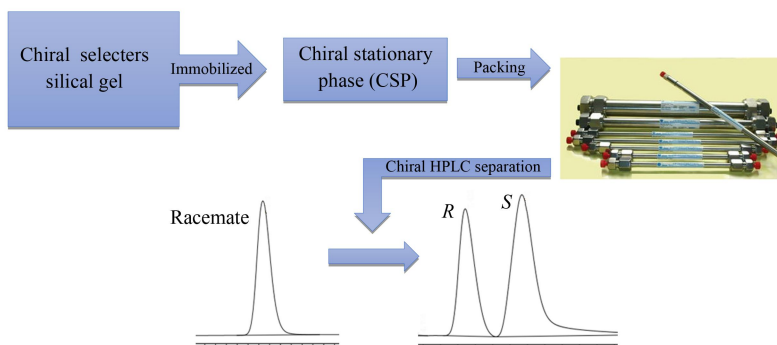 Chiral selecters
silical gel
Immobilized
Chiral stationary
phase (CSP)
Packing
Chiral HPLC separation
Racemate
R
S